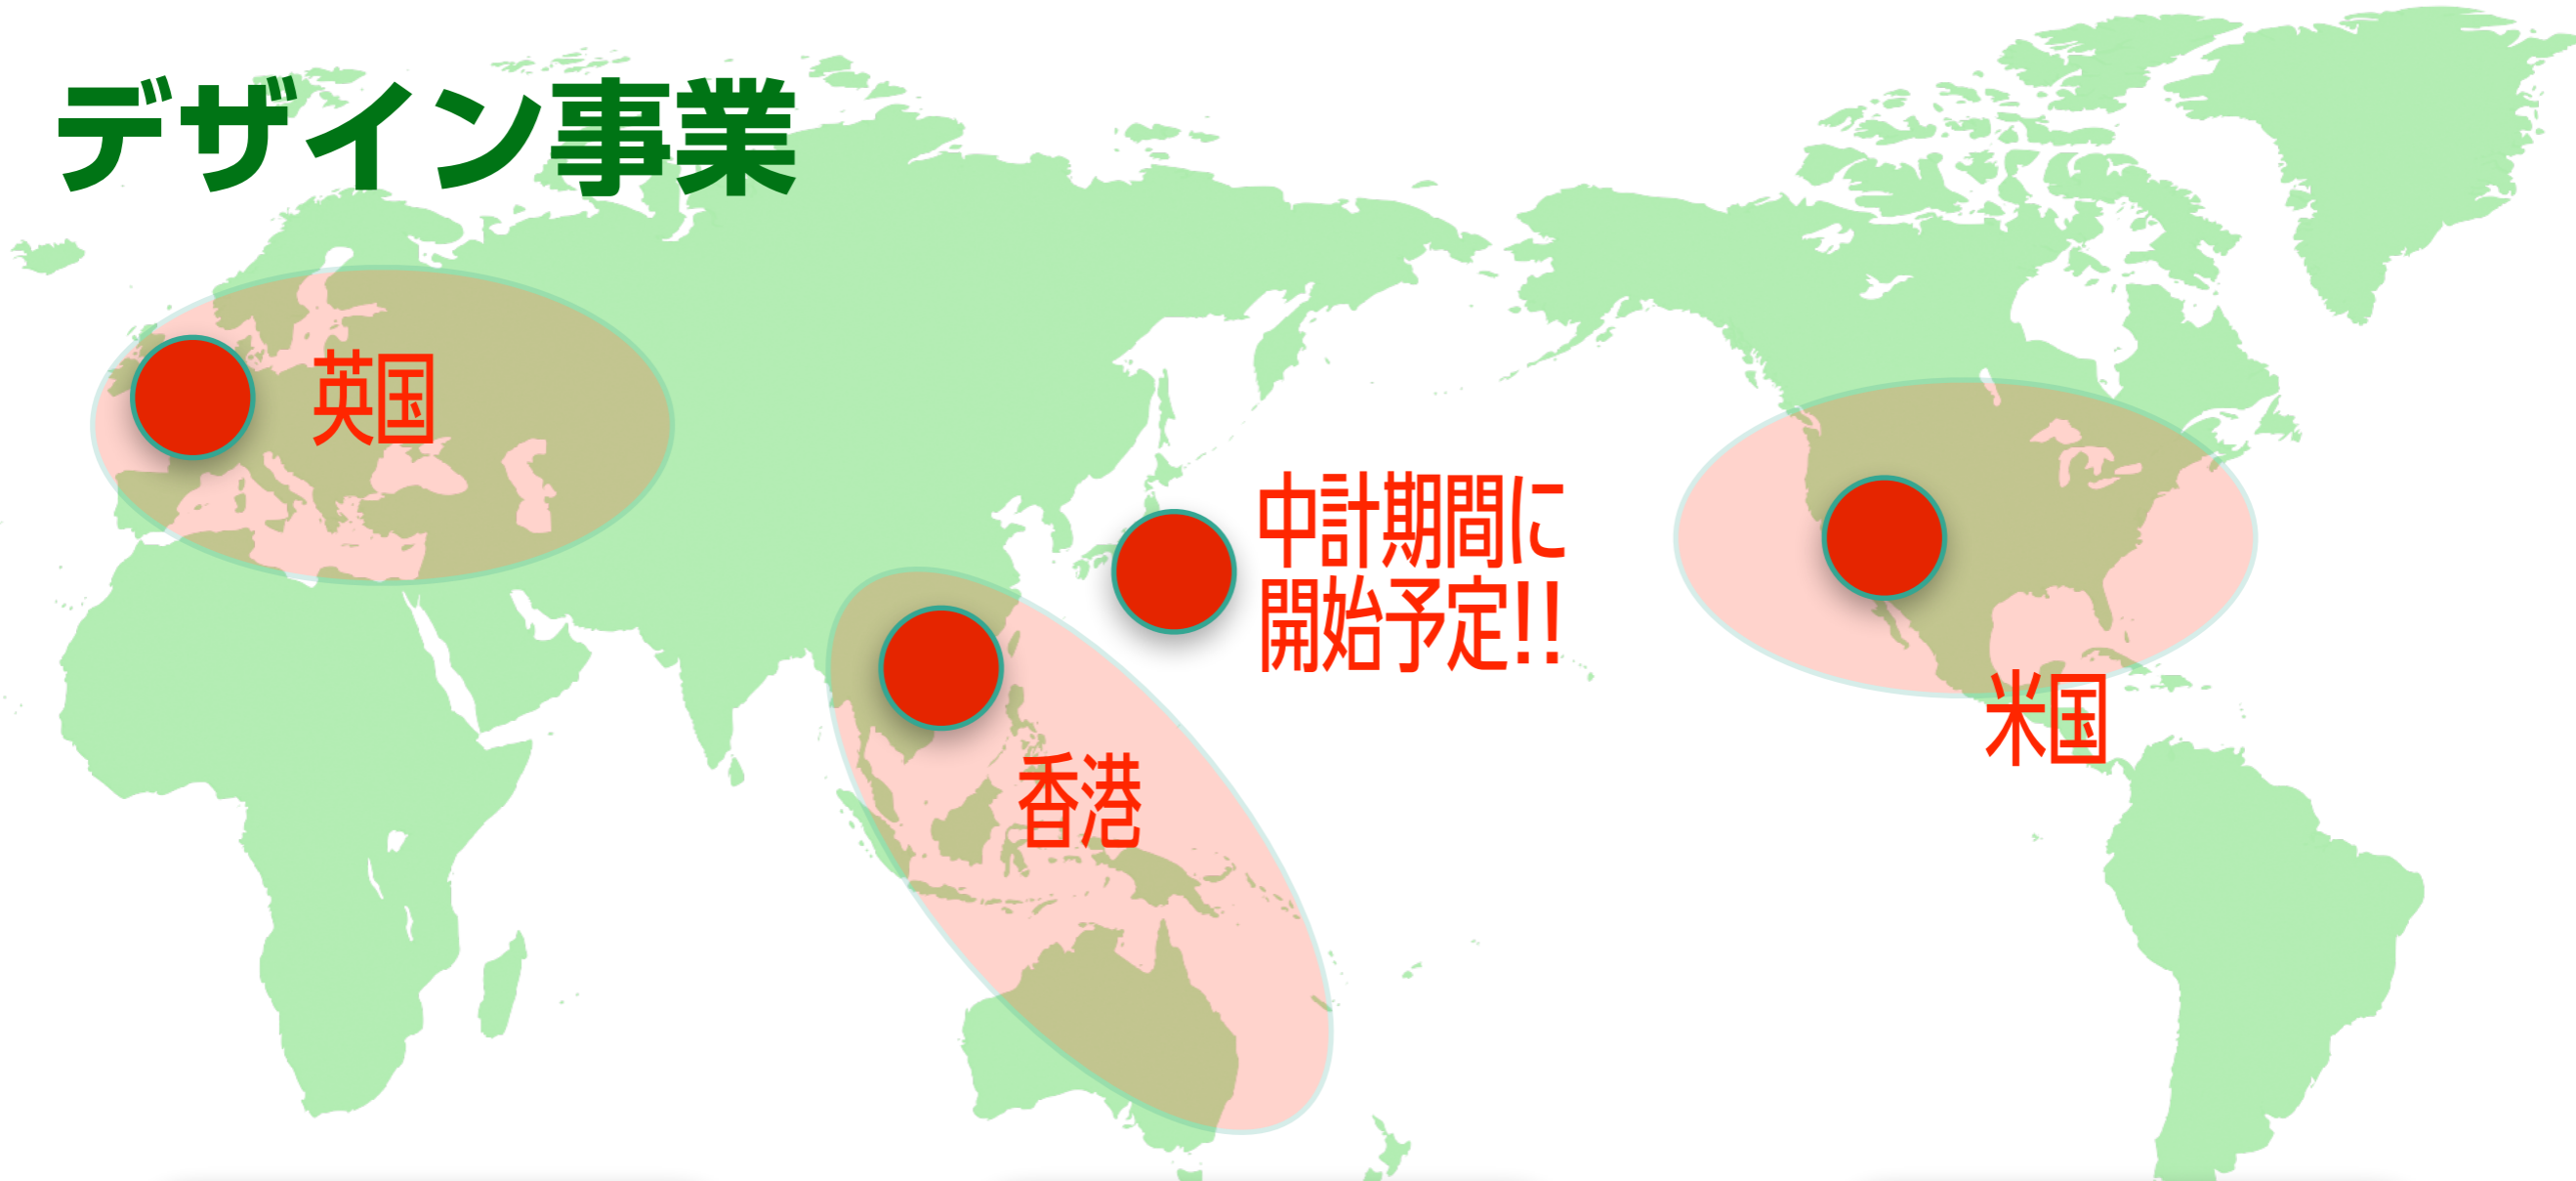 デザイン事業
英国
中計期間に
開始予定!!
香港
米国